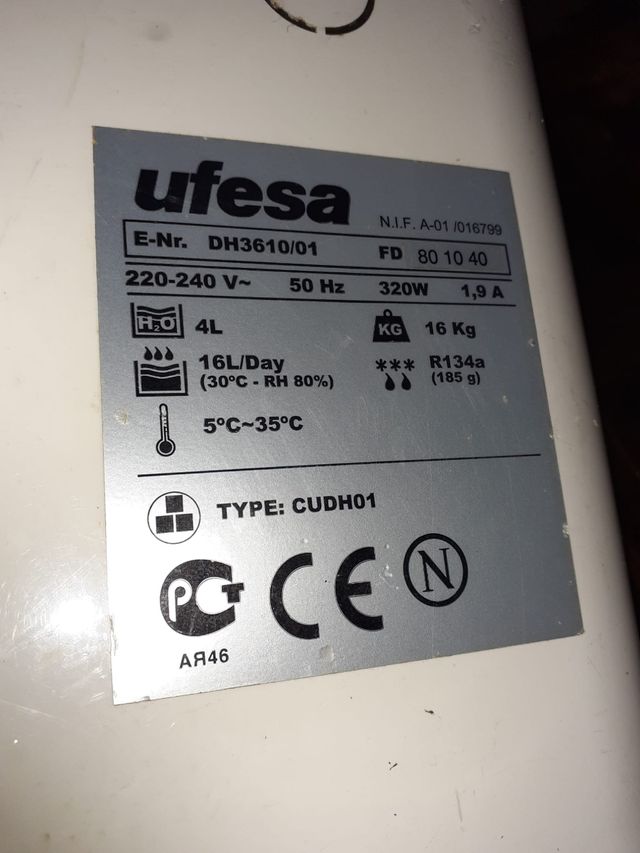 ufesa
N.I.F. A-01 /016799
E-Nr. DH3610/01 FD 80 10 40
220-240 V~ 50 Hz 320W 1,9 A
H₂O 4L KG 16 Kg
16L/Day *** R134a
(30ºC - RH 80%) (185 g)
5ºC~35ºC
TYPE: CUDH01
PCT CE N
АЯ46